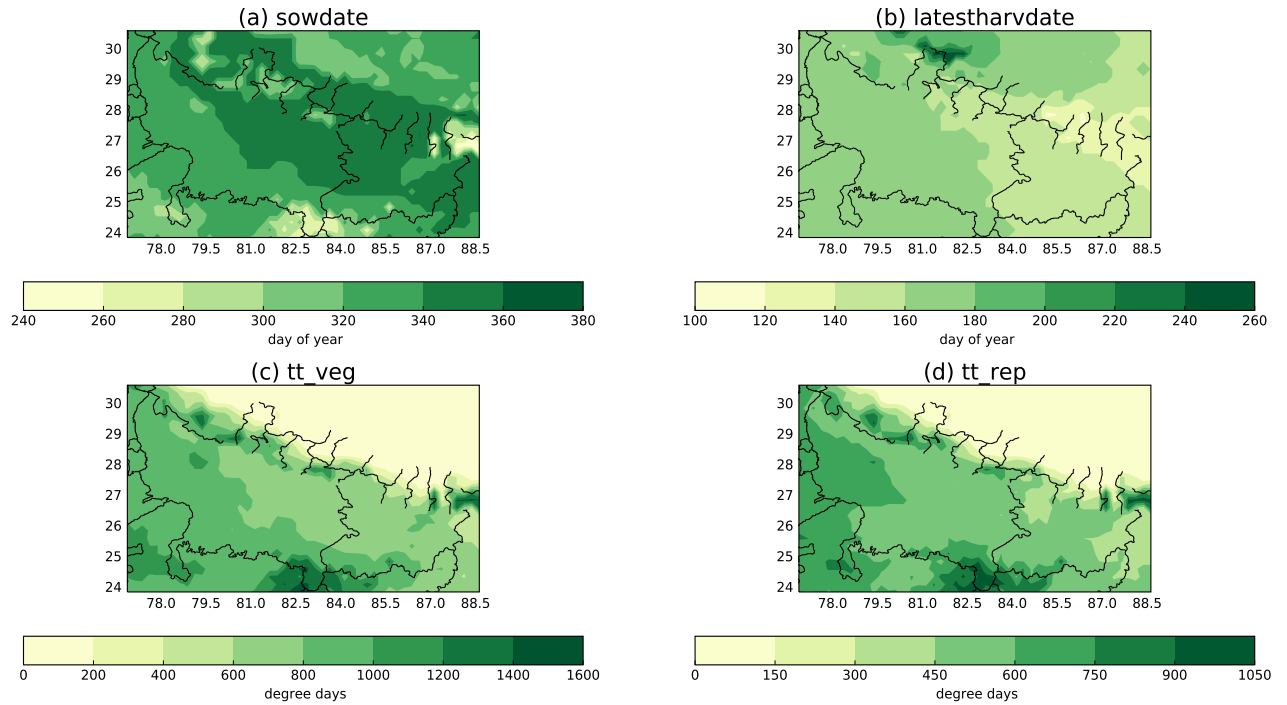 (a) sowdate
30
29
28
27
26
25
24
78.0 79.5 81.0 82.5 84.0 85.5 87.0 88.5
240 260 280 300 320 340 360 380
day of year
(b) latestharvdate
30
29
28
27
26
25
24
78.0 79.5 81.0 82.5 84.0 85.5 87.0 88.5
100 120 140 160 180 200 220 240 260
day of year
(c) tt_veg
30
29
28
27
26
25
24
78.0 79.5 81.0 82.5 84.0 85.5 87.0 88.5
0 200 400 600 800 1000 1200 1400 1600
degree days
(d) tt_rep
30
29
28
27
26
25
24
78.0 79.5 81.0 82.5 84.0 85.5 87.0 88.5
0 150 300 450 600 750 900 1050
degree days